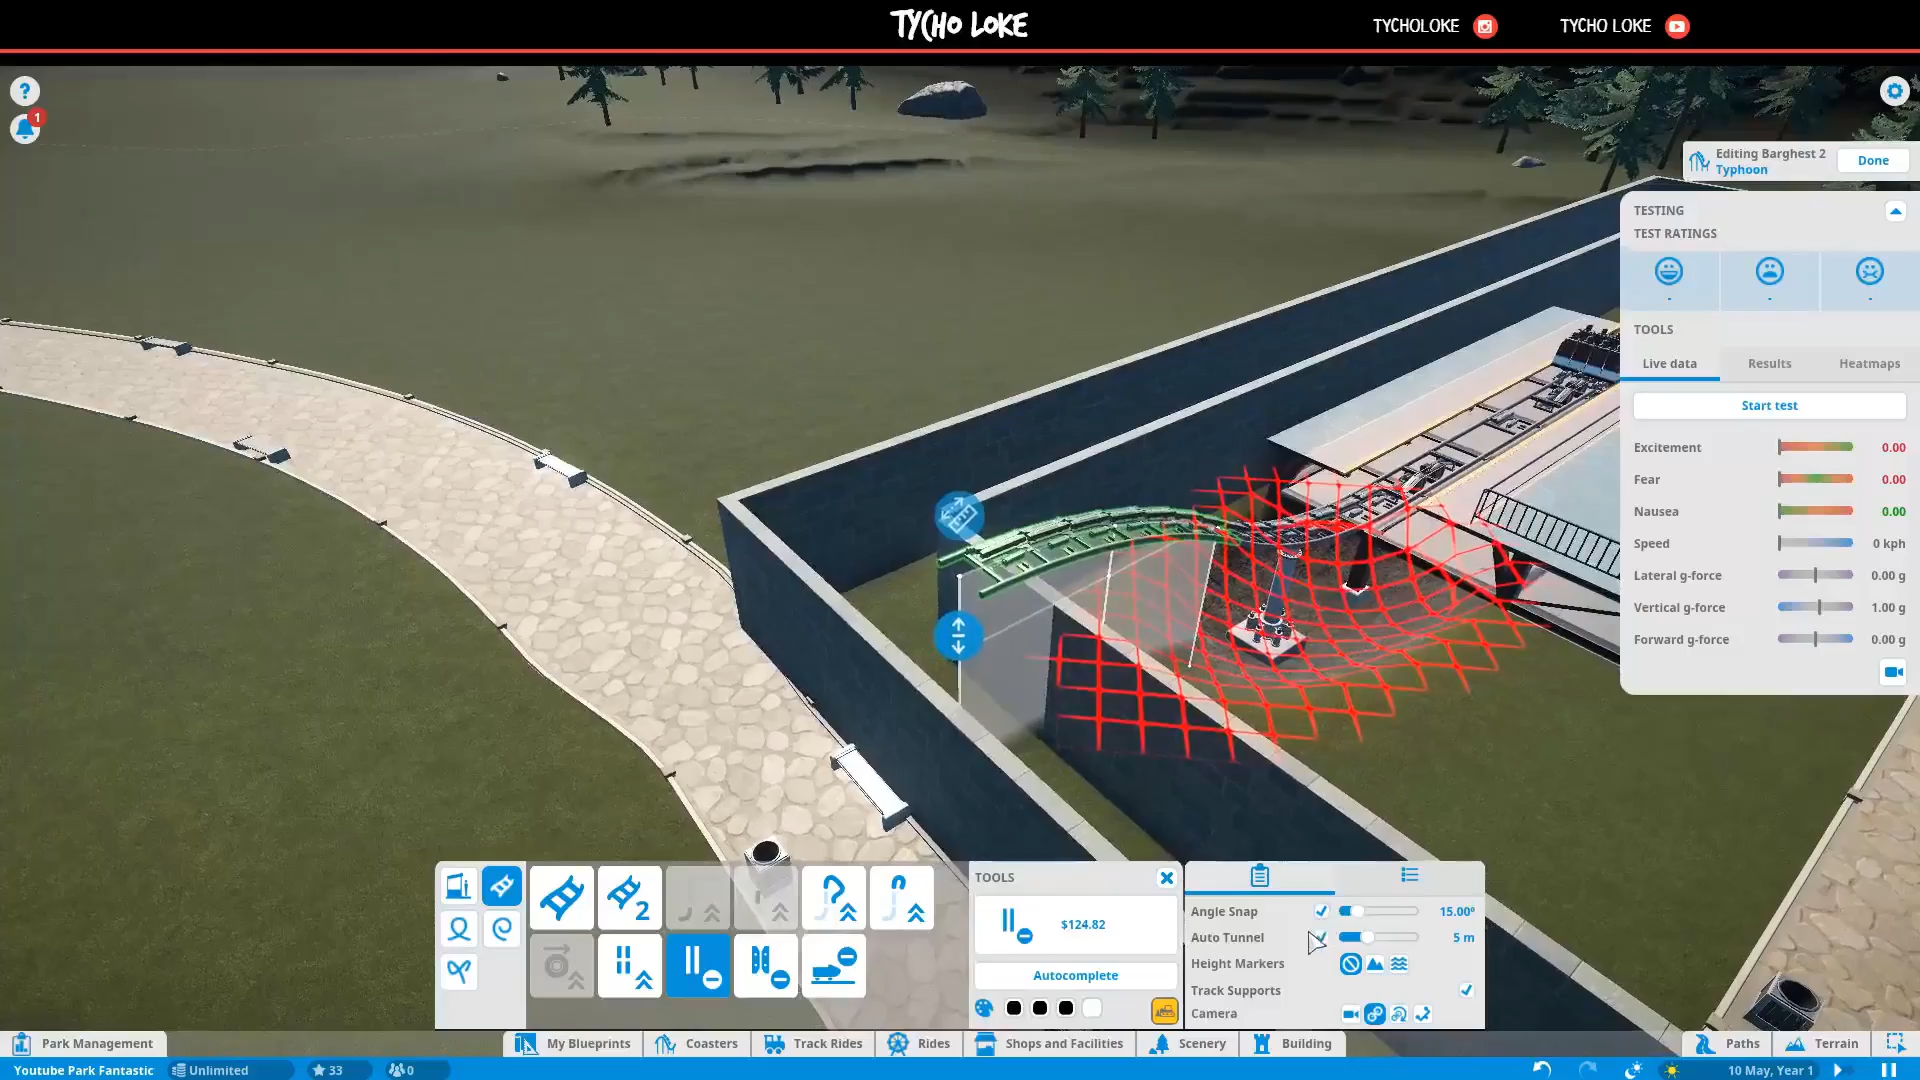 TYCHO LOKE
TYCHOLOKE
TYCHO LOKE
?
1
Editing Barghest 2
Typhoon
Done
TESTING
TEST RATINGS
-
-
-
TOOLS
Live data
Results
Heatmaps
Start test
Excitement 0.00
Fear 0.00
Nausea 0.00
Speed 0 kph
Lateral g-force 0.00 g
Vertical g-force 1.00 g
Forward g-force 0.00 g
2
TOOLS
$124.82
Autocomplete
Angle Snap 15.00º
Auto Tunnel 5 m
Height Markers
Track Supports
Camera
Park Management
My Blueprints
Coasters
Track Rides
Rides
Shops and Facilities
Scenery
Building
Paths
Terrain
Youtube Park Fantastic
Unlimited
33
0
10 May, Year 1